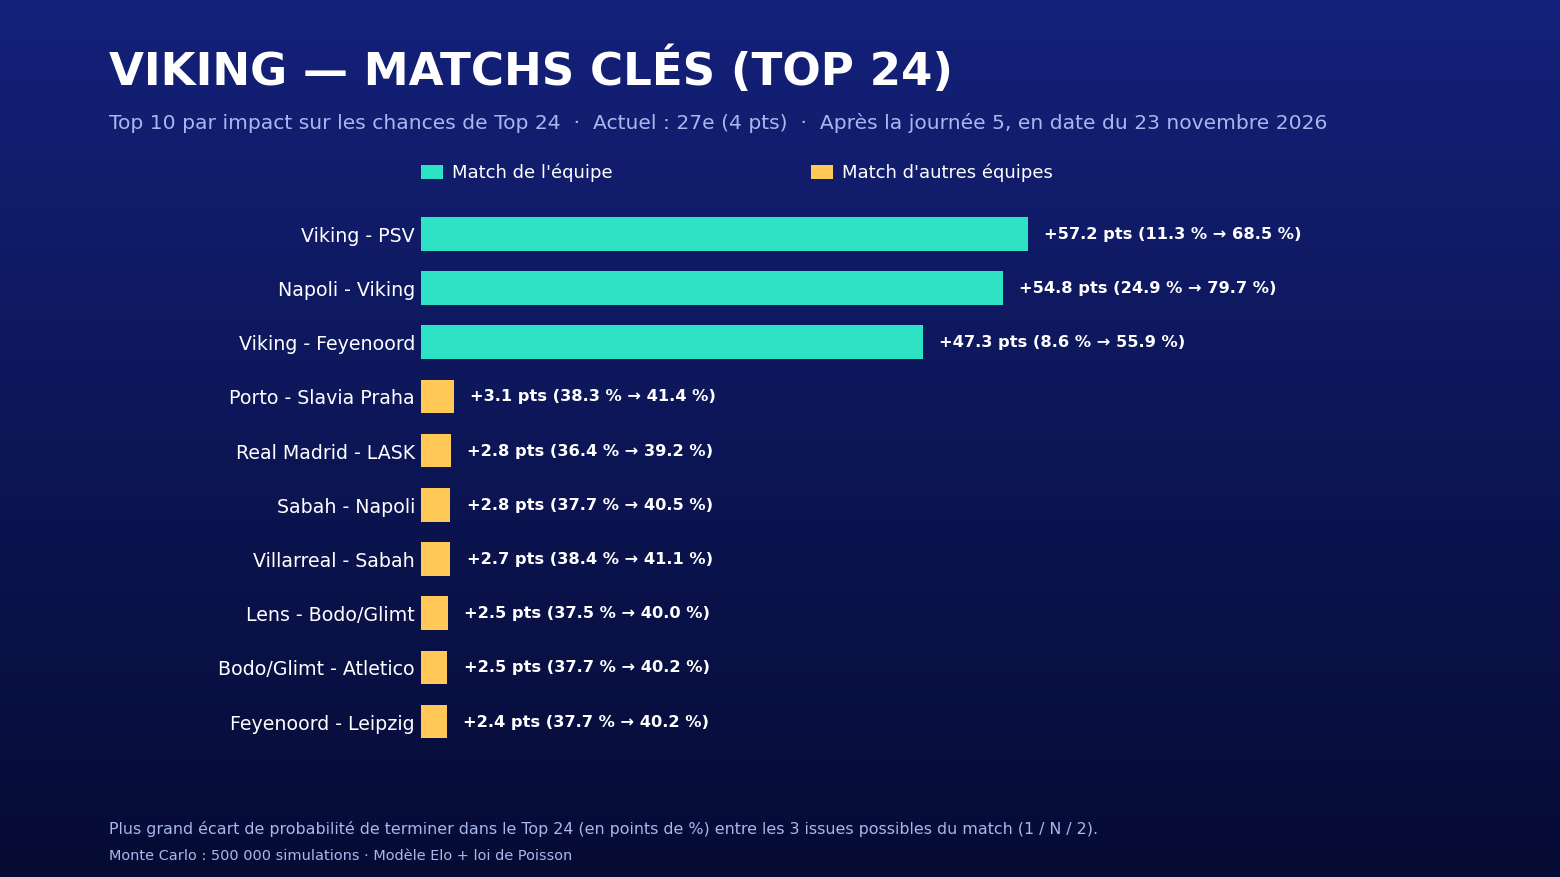 VIKING — MATCHS CLÉS (TOP 24)
Top 10 par impact sur les chances de Top 24 · Actuel : 27e (4 pts) · Après la journée 5, en date du 23 novembre 2026
Match de l'équipe Match d'autres équipes
Viking - PSV +57.2 pts (11.3 % → 68.5 %)
Napoli - Viking +54.8 pts (24.9 % → 79.7 %)
Viking - Feyenoord +47.3 pts (8.6 % → 55.9 %)
Porto - Slavia Praha +3.1 pts (38.3 % → 41.4 %)
Real Madrid - LASK +2.8 pts (36.4 % → 39.2 %)
Sabah - Napoli +2.8 pts (37.7 % → 40.5 %)
Villarreal - Sabah +2.7 pts (38.4 % → 41.1 %)
Lens - Bodo/Glimt +2.5 pts (37.5 % → 40.0 %)
Bodo/Glimt - Atletico +2.5 pts (37.7 % → 40.2 %)
Feyenoord - Leipzig +2.4 pts (37.7 % → 40.2 %)
Plus grand écart de probabilité de terminer dans le Top 24 (en points de %) entre les 3 issues possibles du match (1 / N / 2).
Monte Carlo : 500 000 simulations · Modèle Elo + loi de Poisson